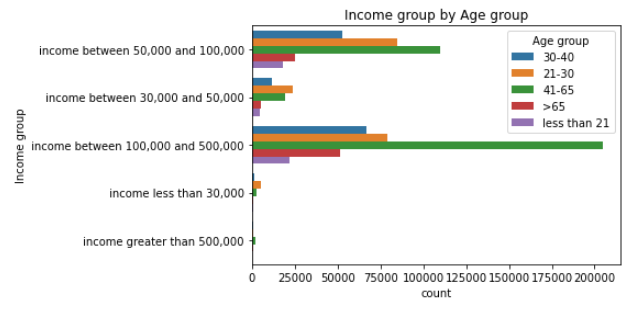 Income group by Age group
Income group
income between 50,000 and 100,000
income between 30,000 and 50,000
income between 100,000 and 500,000
income less than 30,000
income greater than 500,000
Age group
30-40
21-30
41-65
>65
less than 21
0 25000 50000 75000 100000 125000 150000 175000 200000
count